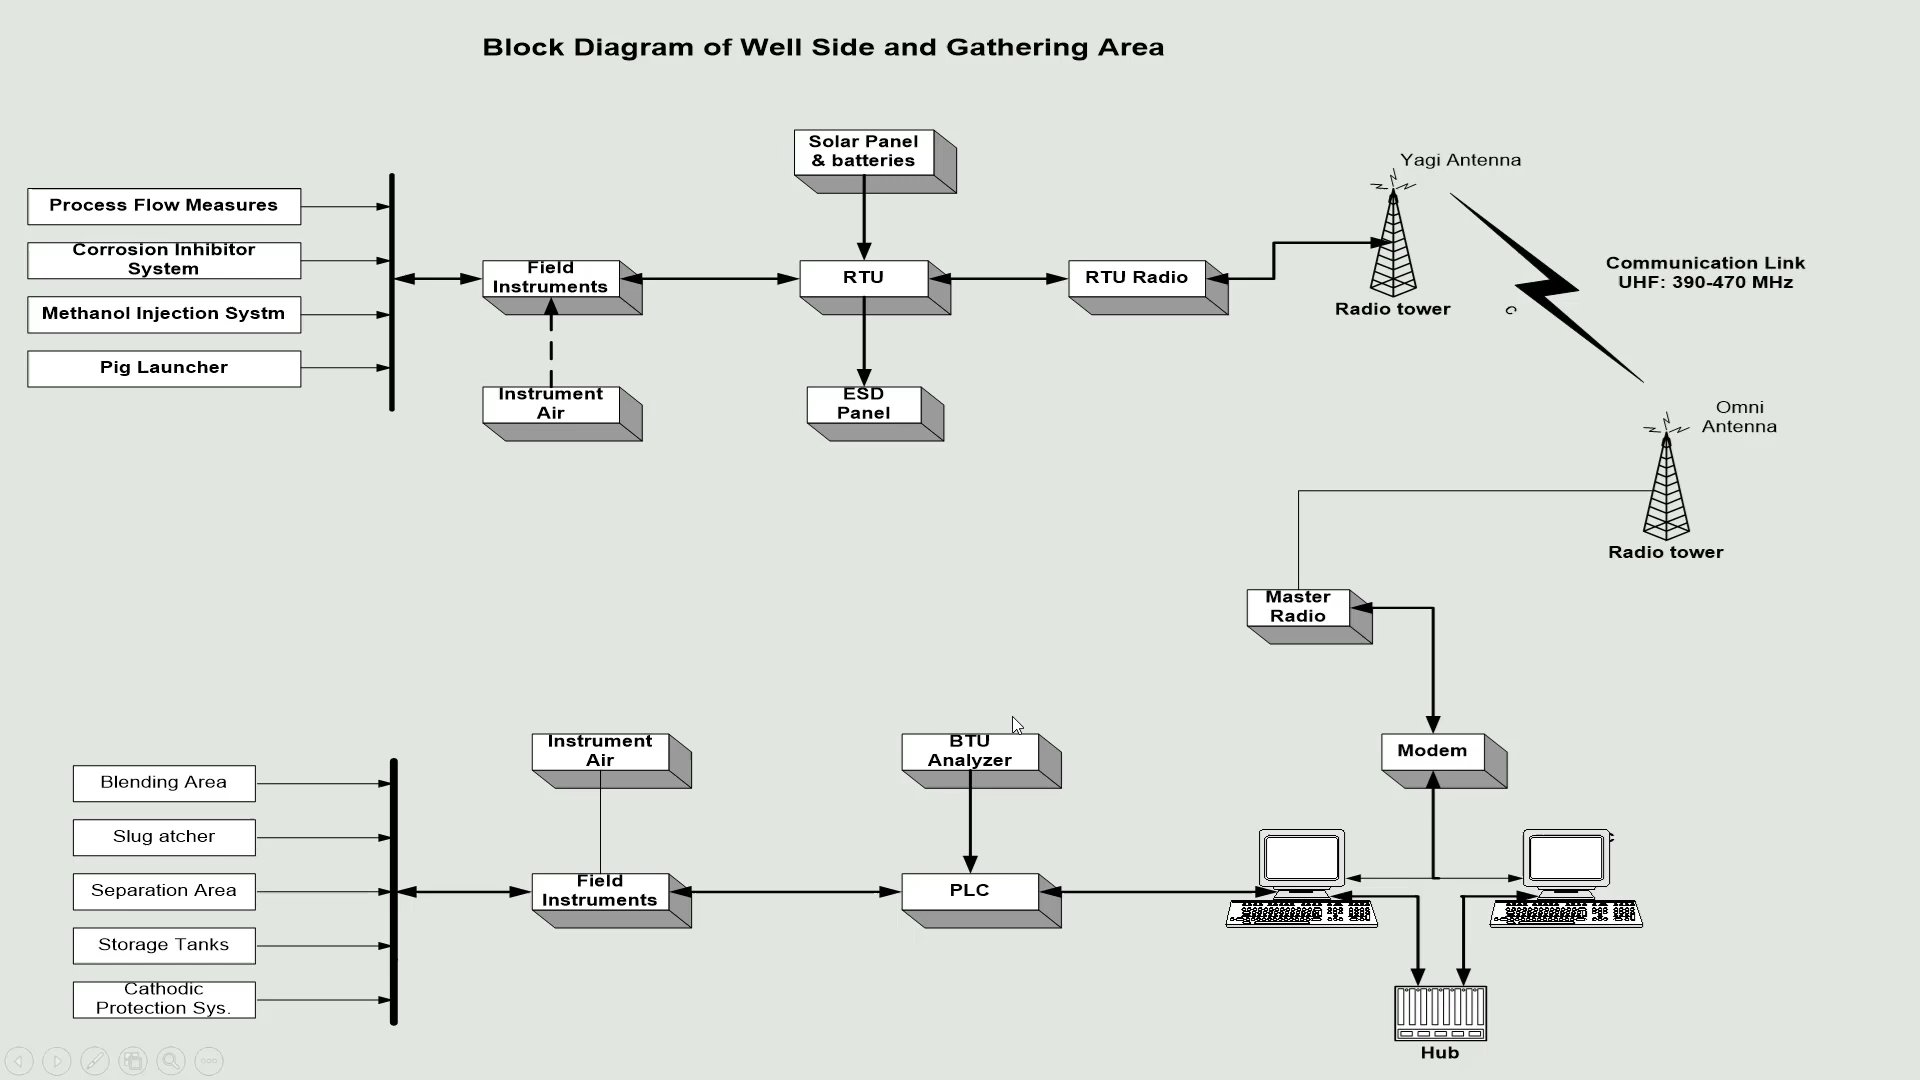 Block Diagram of Well Side and Gathering Area
Solar Panel
& batteries
Yagi Antenna
Process Flow Measures
Corrosion Inhibitor
System
Methanol Injection Systm
Pig Launcher
Field
Instruments
RTU
RTU Radio
Radio tower
Communication Link
UHF: 390-470 MHz
Instrument
Air
ESD
Panel
Omni
Antenna
Radio tower
Master
Radio
Instrument
Air
BTU
Analyzer
Modem
Blending Area
Slug atcher
Separation Area
Storage Tanks
Cathodic
Protection Sys.
Field
Instruments
PLC
Hub